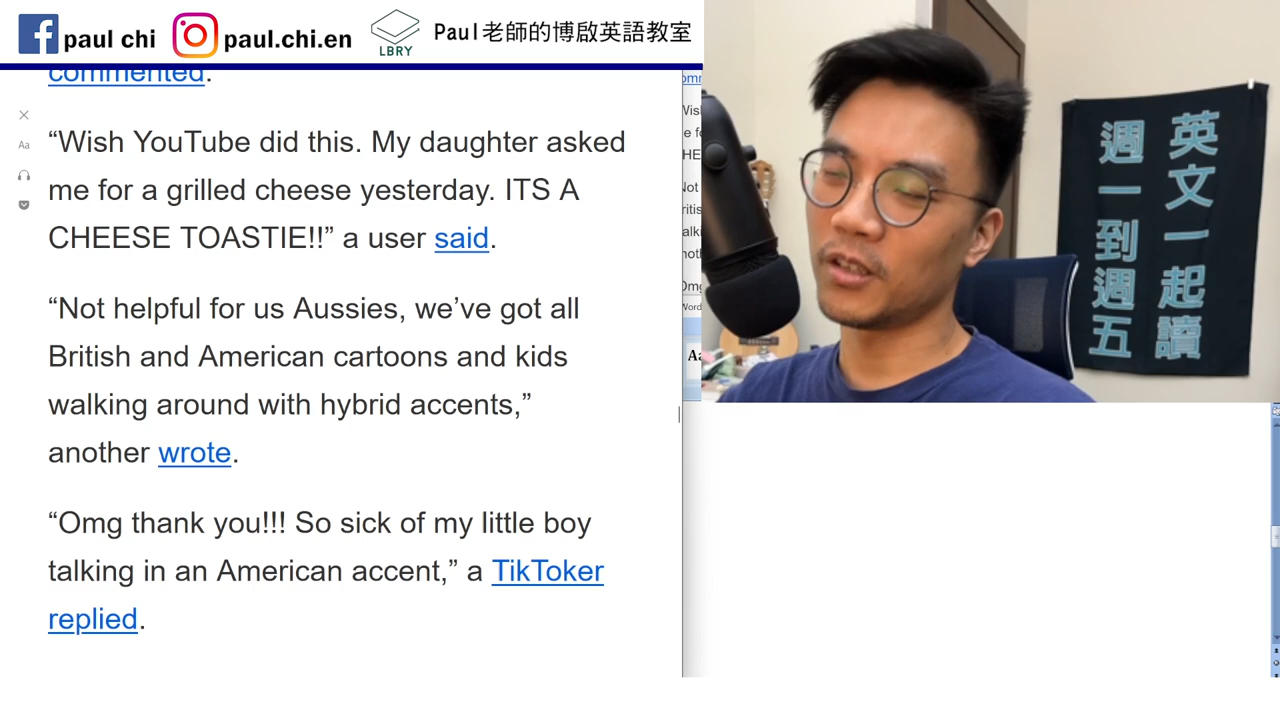 paul chi
paul.chi.en
LBRY
Paul老師的博啟英語教室
commented.
Aa
“Wish YouTube did this. My daughter asked
me for a grilled cheese yesterday. ITS A
CHEESE TOASTIE!!” a user said.
“Not helpful for us Aussies, we’ve got all
British and American cartoons and kids
walking around with hybrid accents,”
another wrote.
“Omg thank you!!! So sick of my little boy
talking in an American accent,” a TikToker
replied.
英文一起讀
週一到週五